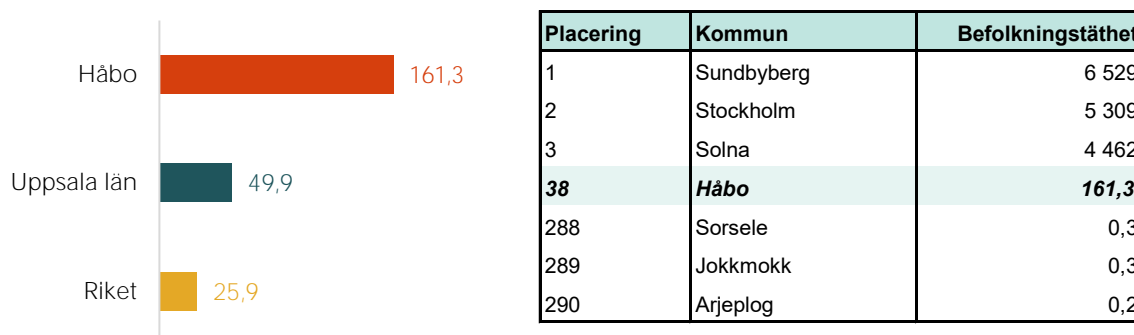 Håbo 161,3
Uppsala län 49,9
Riket 25,9
Placering Kommun Befolkningstäthet
1 Sundbyberg 6 529
2 Stockholm 5 309
3 Solna 4 462
38 Håbo 161,3
288 Sorsele 0,3
289 Jokkmokk 0,3
290 Arjeplog 0,2